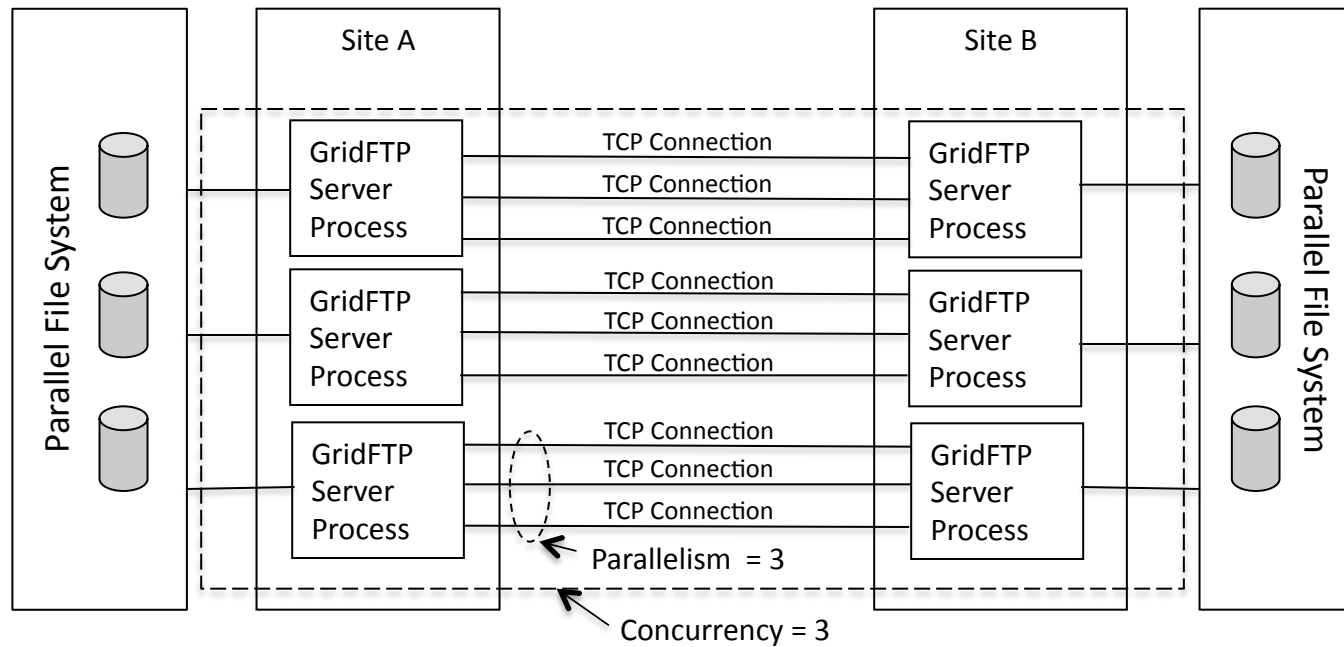 Site A
Site B
Parallel File System
GridFTP
Server
Process
TCP Connection
TCP Connection
TCP Connection
GridFTP
Server
Process
GridFTP
Server
Process
TCP Connection
TCP Connection
TCP Connection
GridFTP
Server
Process
GridFTP
Server
Process
TCP Connection
TCP Connection
TCP Connection
GridFTP
Server
Process
Parallel File System
Parallelism = 3
Concurrency = 3